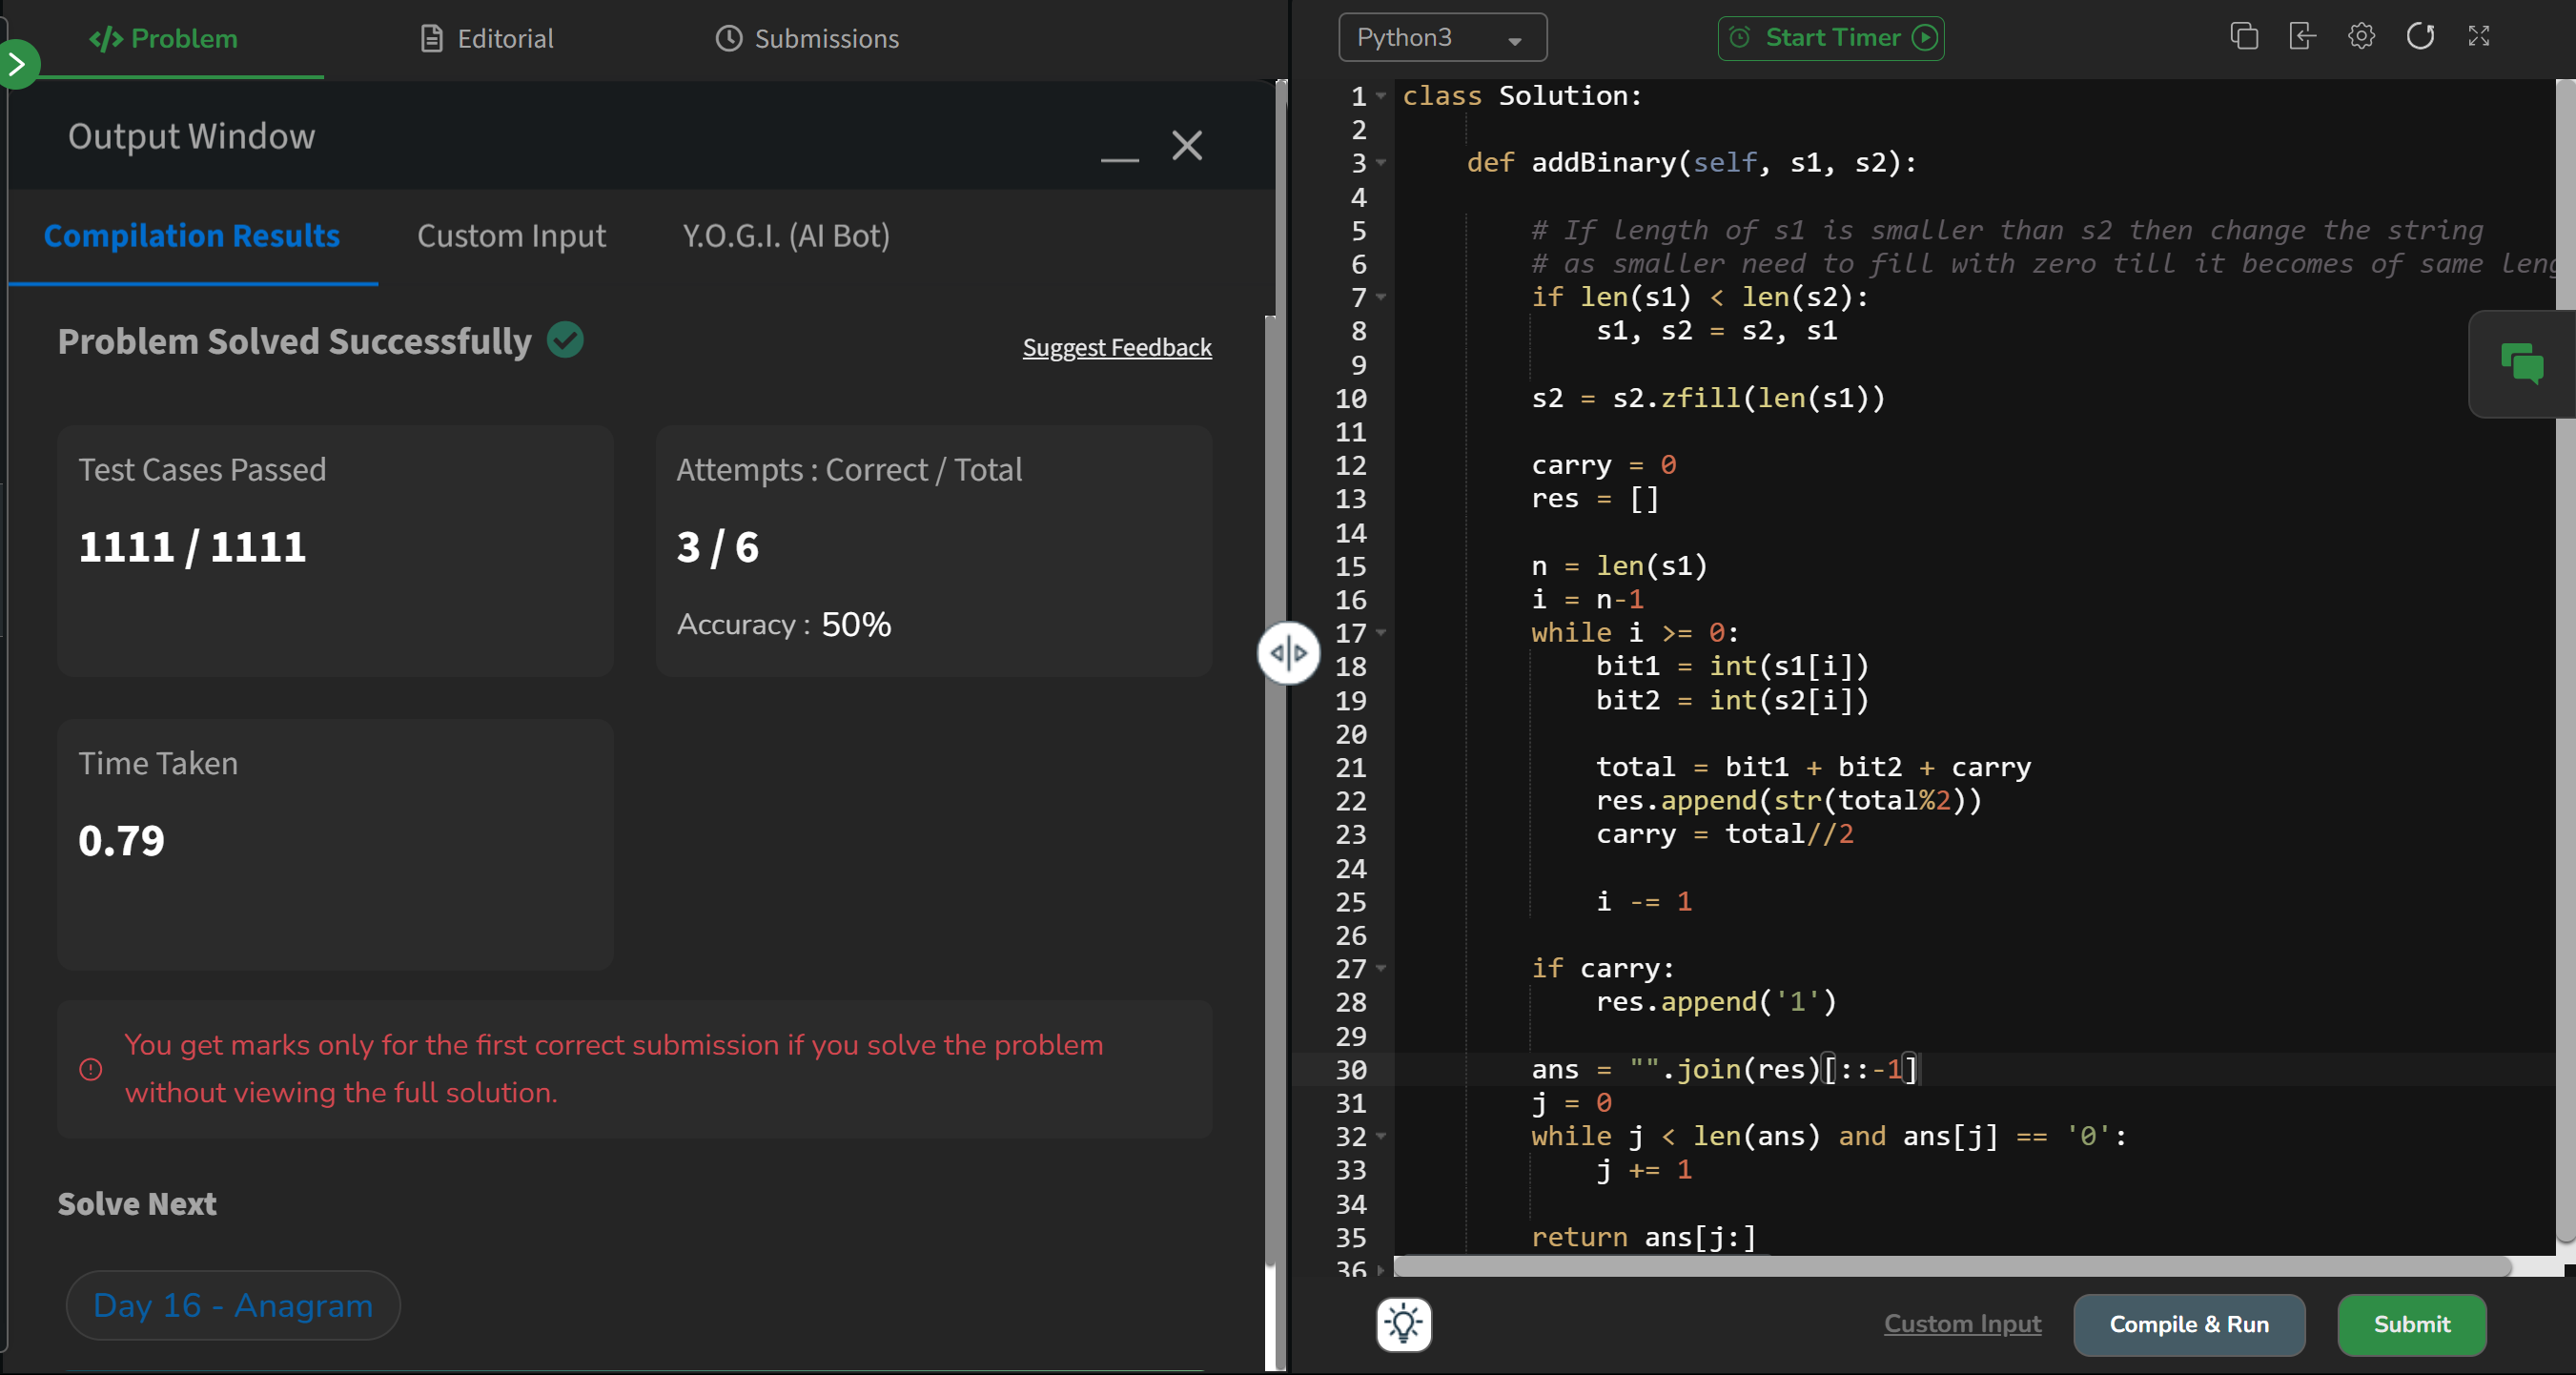 </> Problem
Editorial
Submissions
Output Window
Compilation Results
Custom Input
Y.O.G.I. (AI Bot)
Problem Solved Successfully
Suggest Feedback
Test Cases Passed
1111 / 1111
Attempts : Correct / Total
3 / 6
Accuracy : 50%
Time Taken
0.79
You get marks only for the first correct submission if you solve the problem
without viewing the full solution.
Solve Next
Day 16 - Anagram
Python3
Start Timer
1 class Solution:
2
3     def addBinary(self, s1, s2):
4
5         # If length of s1 is smaller than s2 then change the string
6         # as smaller need to fill with zero till it becomes of same leng
7         if len(s1) < len(s2):
8             s1, s2 = s2, s1
9
10         s2 = s2.zfill(len(s1))
11
12         carry = 0
13         res = []
14
15         n = len(s1)
16         i = n-1
17         while i >= 0:
18             bit1 = int(s1[i])
19             bit2 = int(s2[i])
20
21             total = bit1 + bit2 + carry
22             res.append(str(total%2))
23             carry = total//2
24
25             i -= 1
26
27         if carry:
28             res.append('1')
29
30         ans = "".join(res)[::-1]
31         j = 0
32         while j < len(ans) and ans[j] == '0':
33             j += 1
34
35         return ans[j:]
36
Custom Input
Compile & Run
Submit